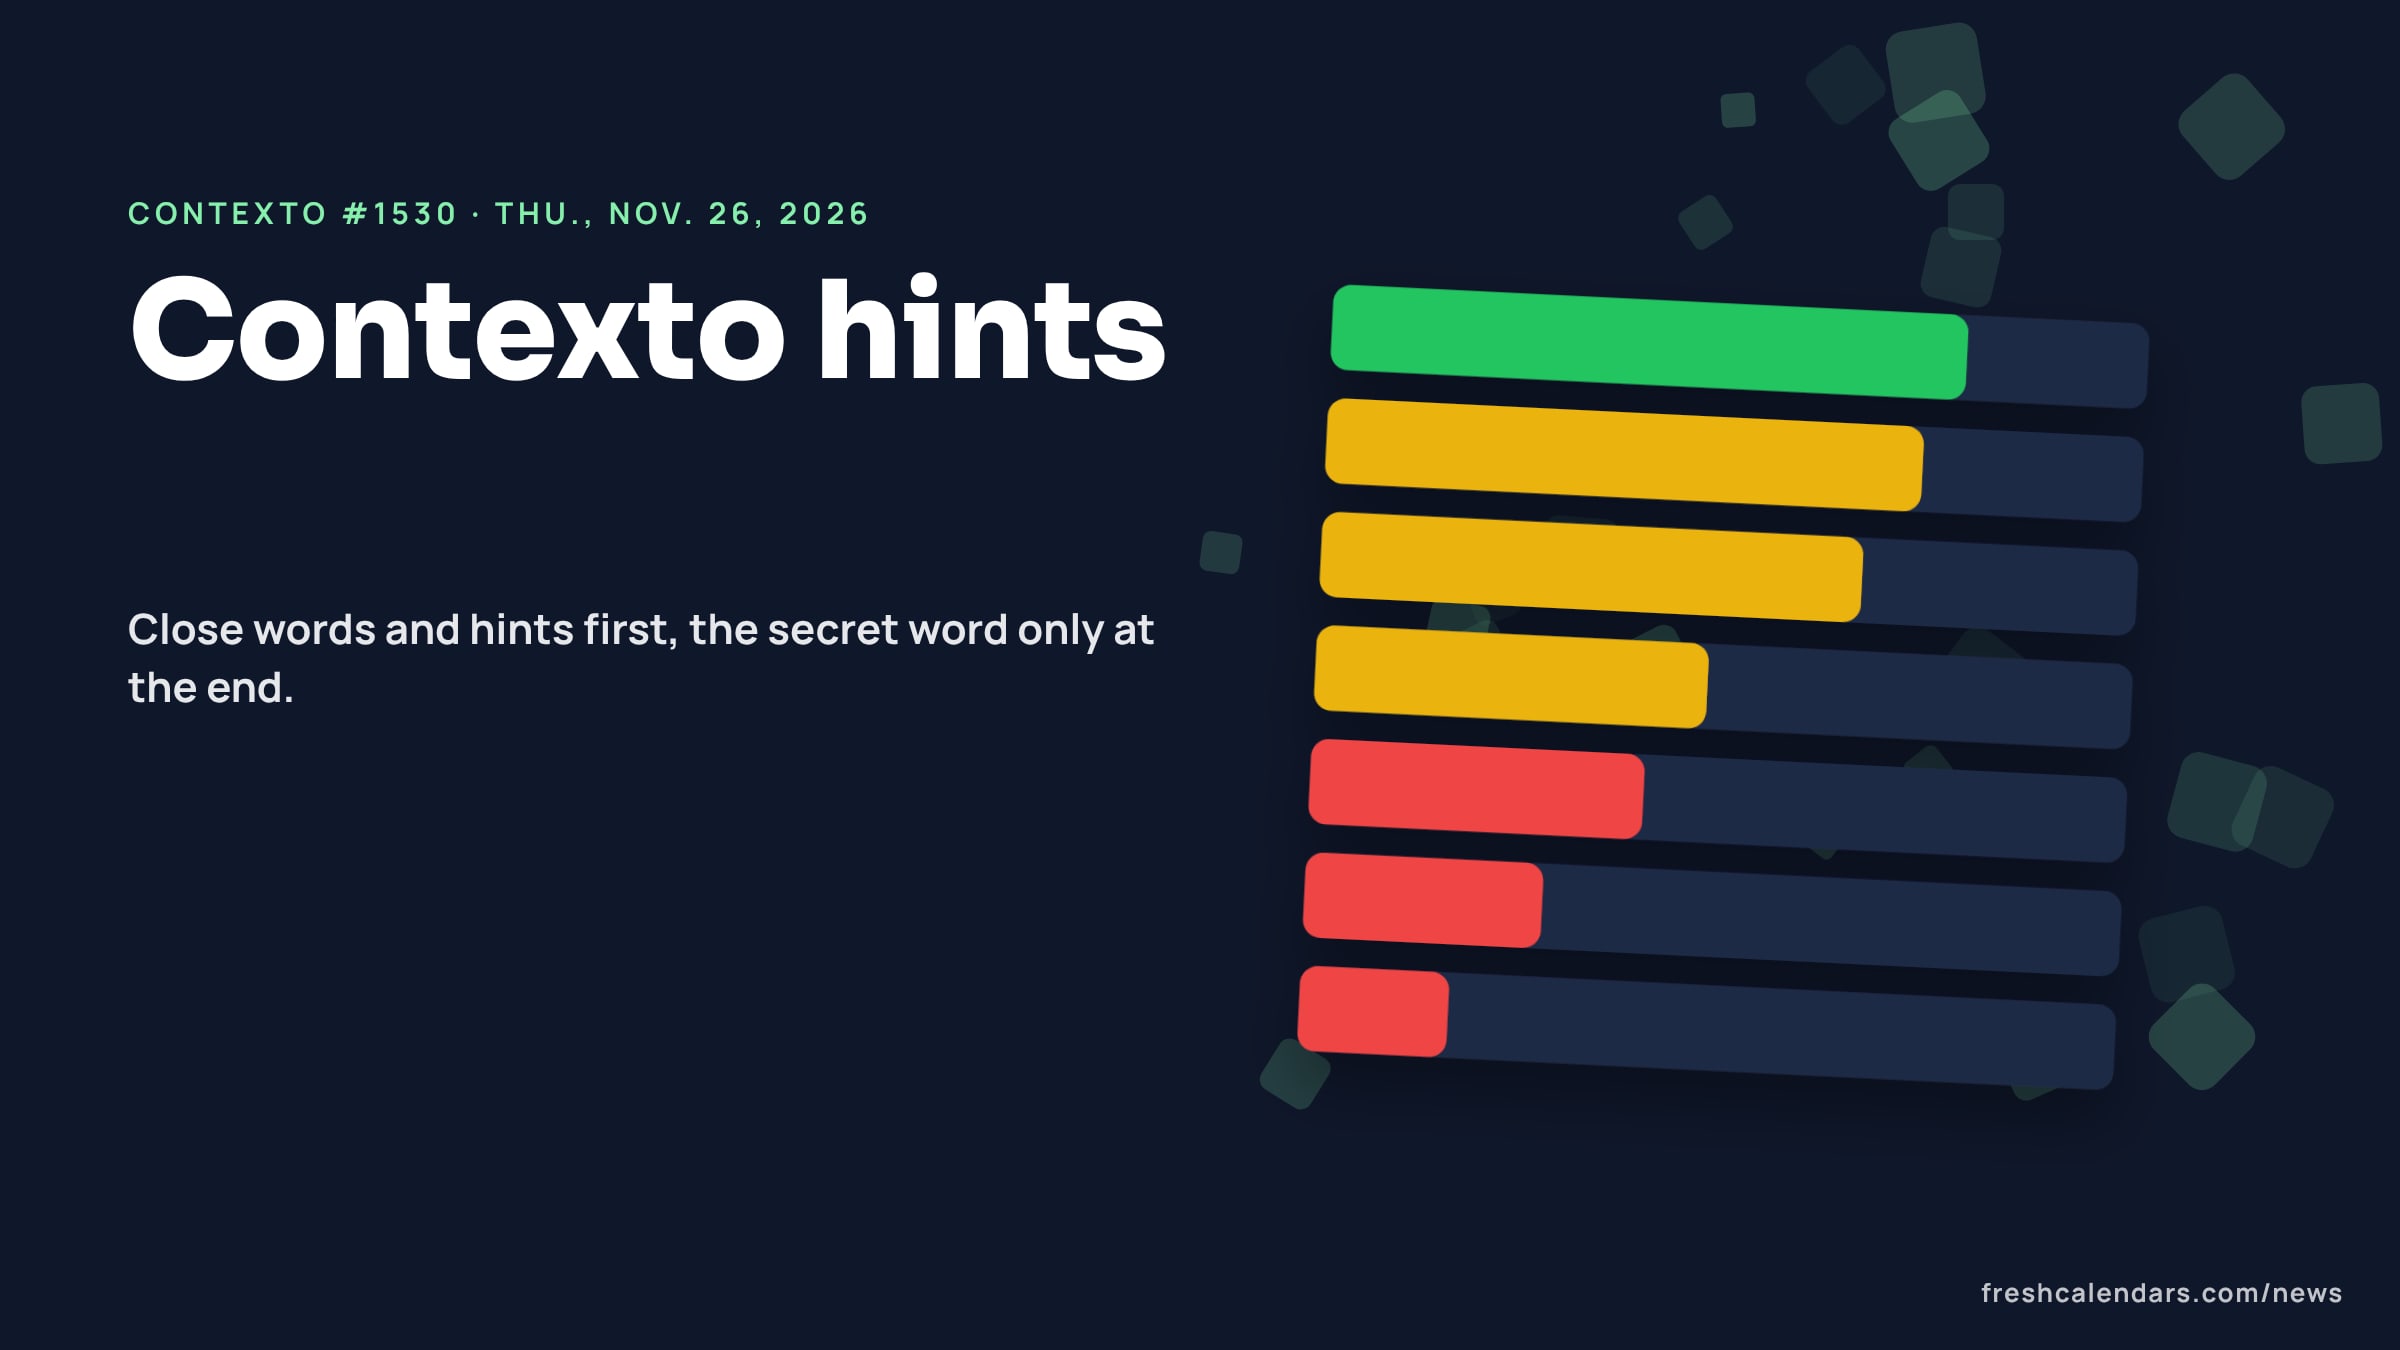 CONTEXTO #1530 · THU., NOV. 26, 2026
Contexto hints
Close words and hints first, the secret word only at
the end.
freshcalendars.com/news